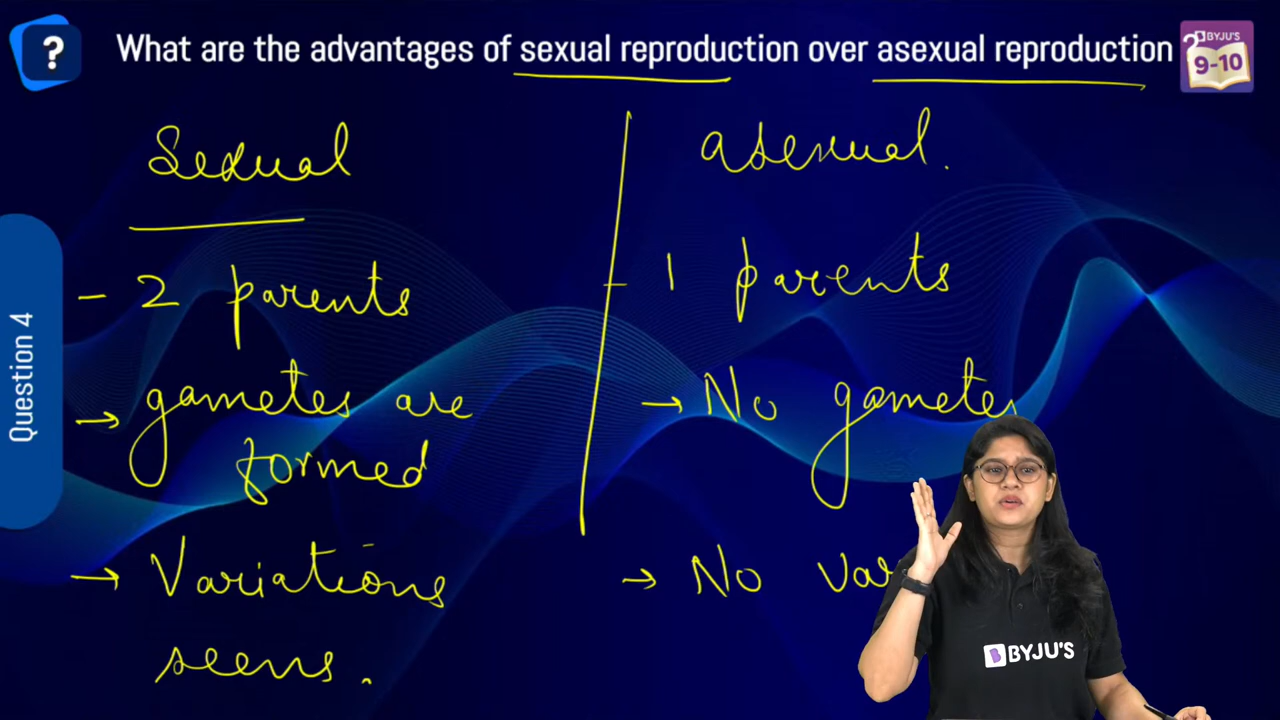 ?
What are the advantages of sexual reproduction over asexual reproduction
BYJU'S
9-10
Question 4
Sexual
asexual.
- 2 parents
- 1 parents
→ gametes are
formed
→ No gametes
→ Variations
seens.
→ No var
BYJU'S